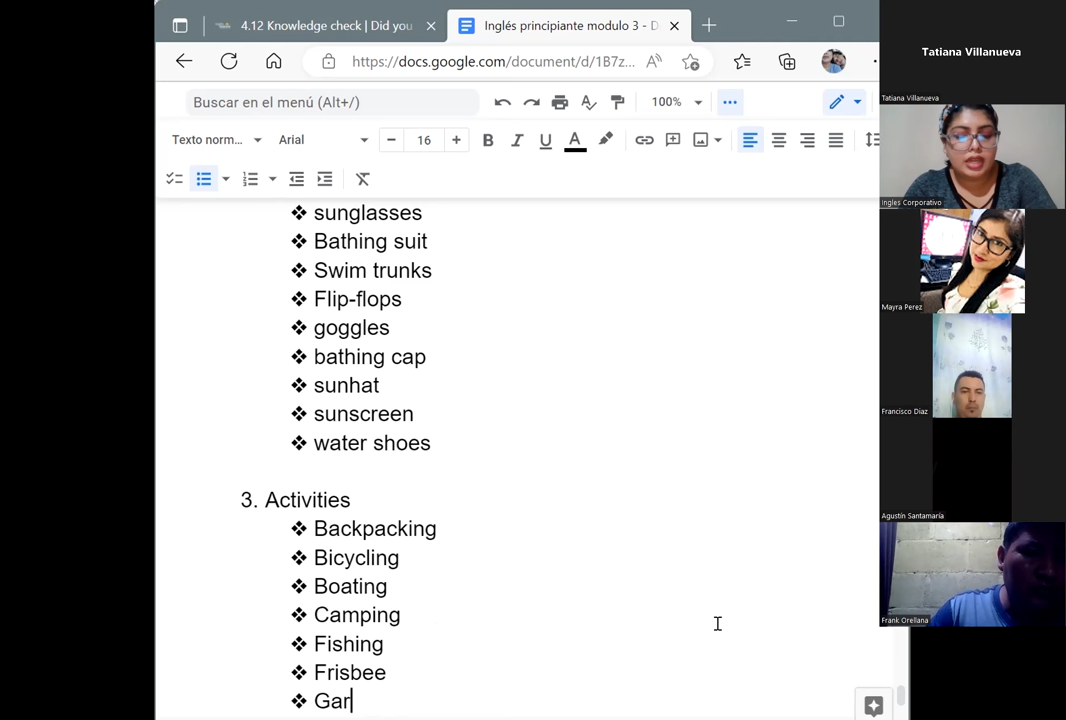 4.12 Knowledge check | Did you
Inglés principiante modulo 3 - D
https://docs.google.com/document/d/1B7z...
Buscar en el menú (Alt+/)
100%
Texto norm...
Arial
16
sunglasses
Bathing suit
Swim trunks
Flip-flops
goggles
bathing cap
sunhat
sunscreen
water shoes
3. Activities
Backpacking
Bicycling
Boating
Camping
Fishing
Frisbee
Gar
Tatiana Villanueva
Tatiana Villanueva
Ingles Corporativo
Mayra Perez
Francisco Diaz
Agustín Santamaría
Frank Orellana